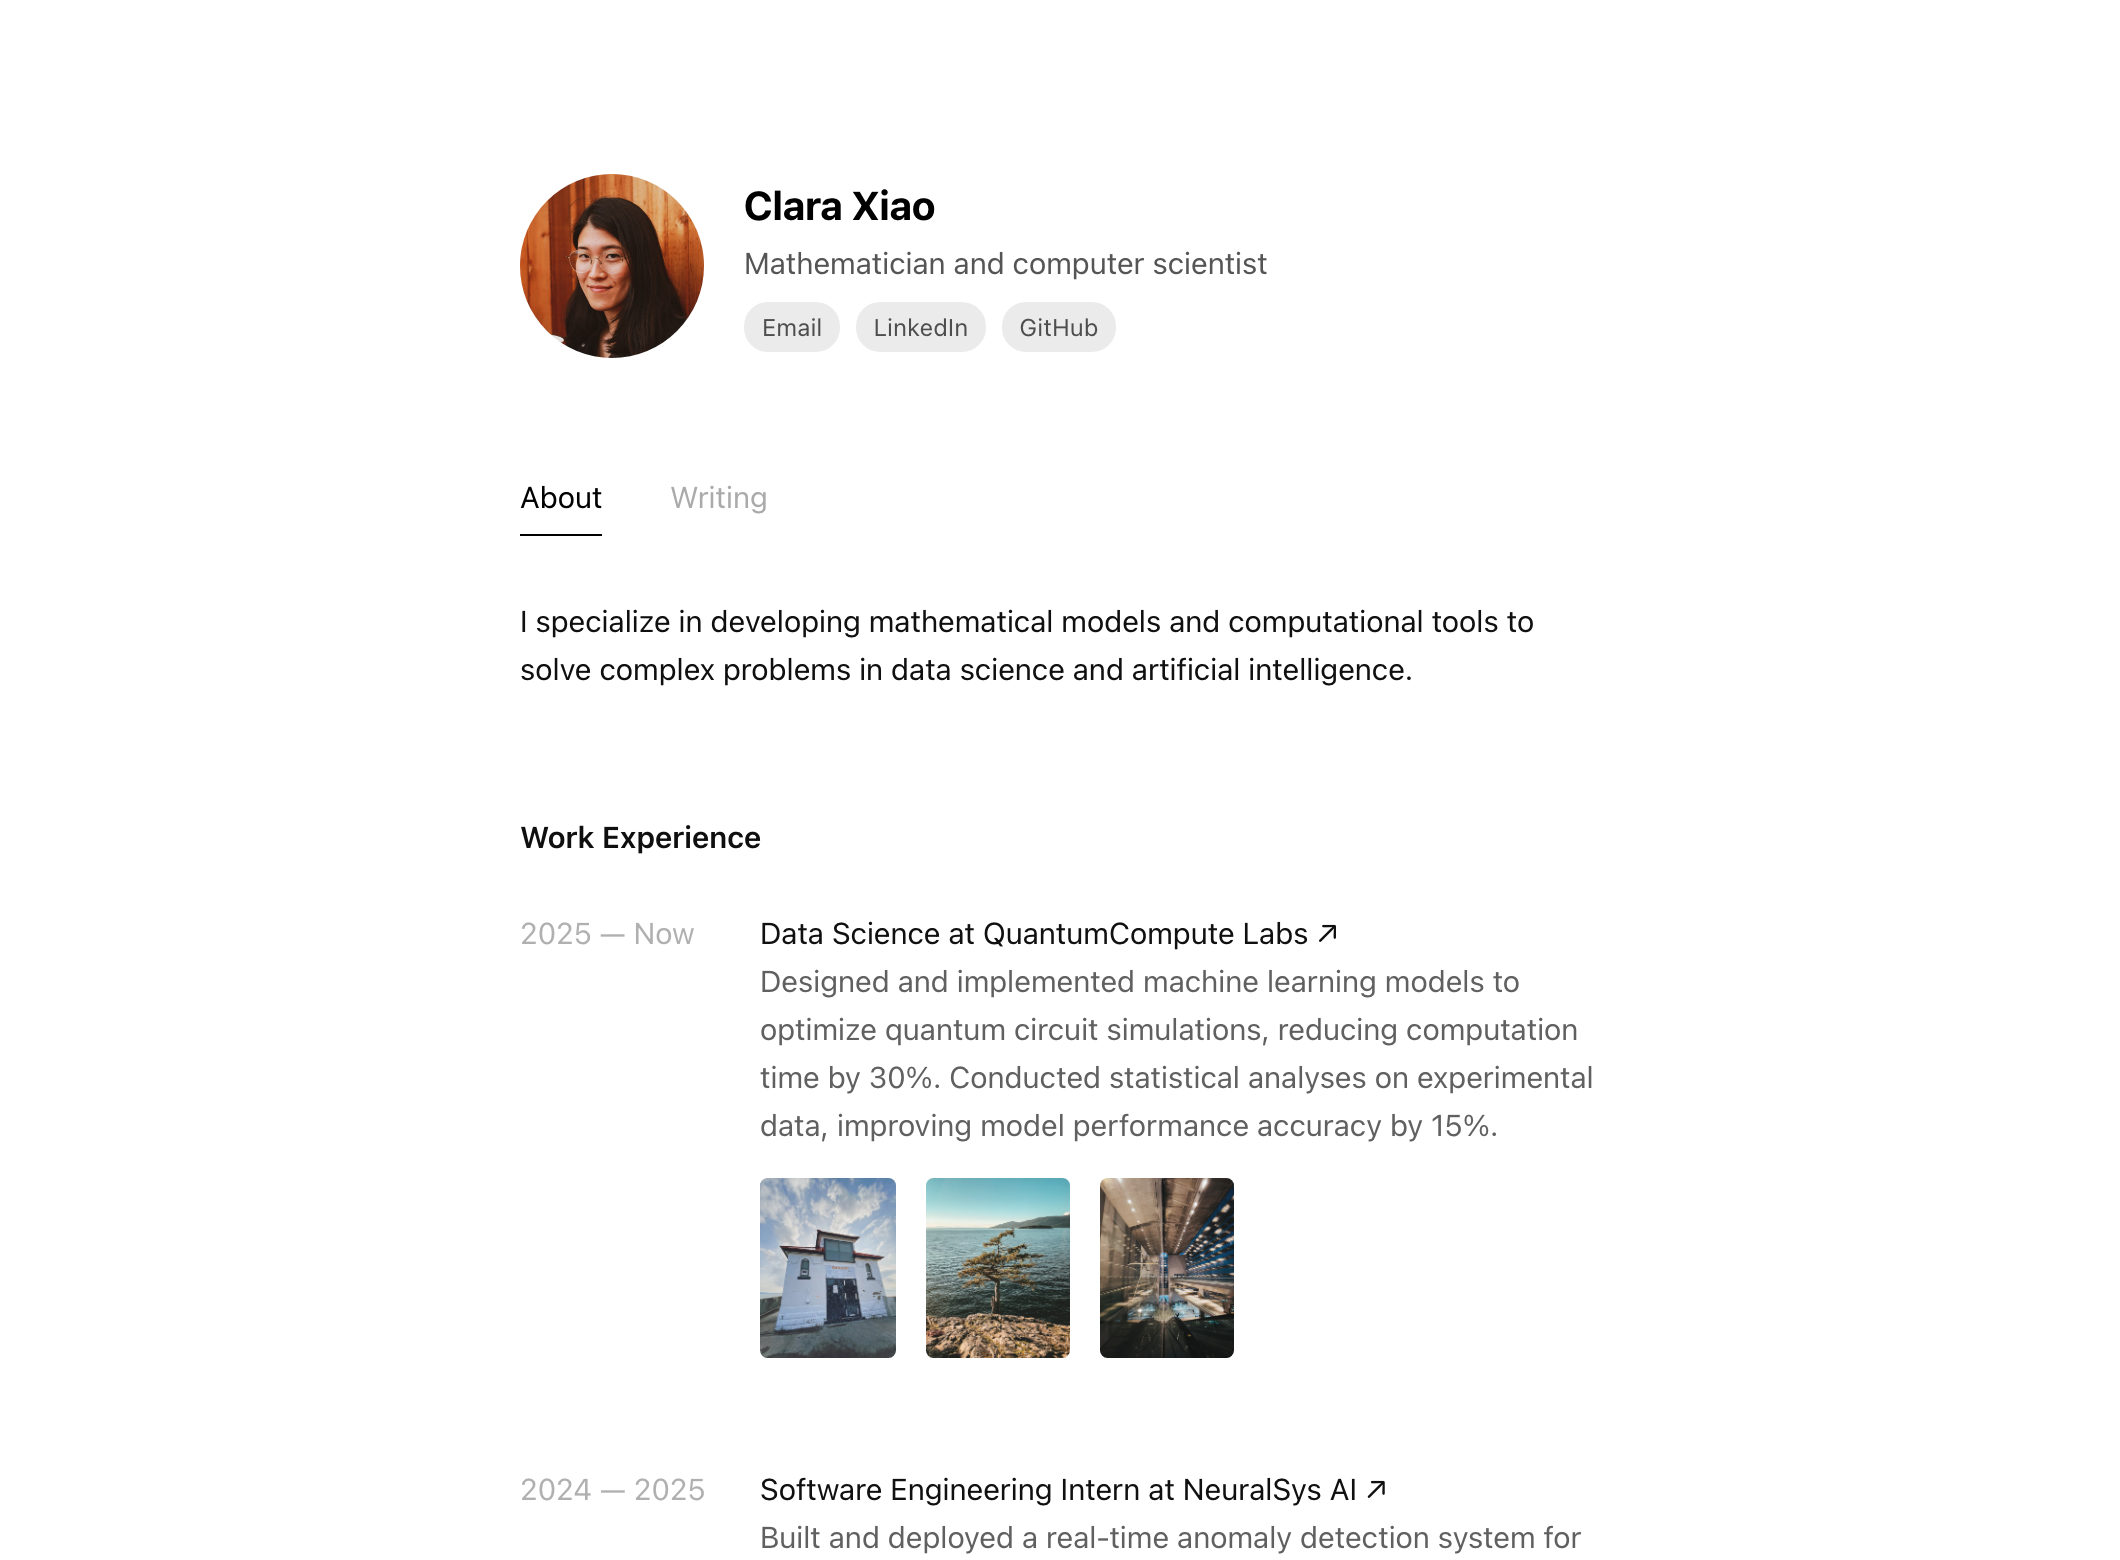 Clara Xiao
Mathematician and computer scientist
Email LinkedIn GitHub
About Writing
I specialize in developing mathematical models and computational tools to
solve complex problems in data science and artificial intelligence.
Work Experience
2025 — Now
Data Science at QuantumCompute Labs ↗
Designed and implemented machine learning models to
optimize quantum circuit simulations, reducing computation
time by 30%. Conducted statistical analyses on experimental
data, improving model performance accuracy by 15%.
2024 — 2025
Software Engineering Intern at NeuralSys AI ↗
Built and deployed a real-time anomaly detection system for